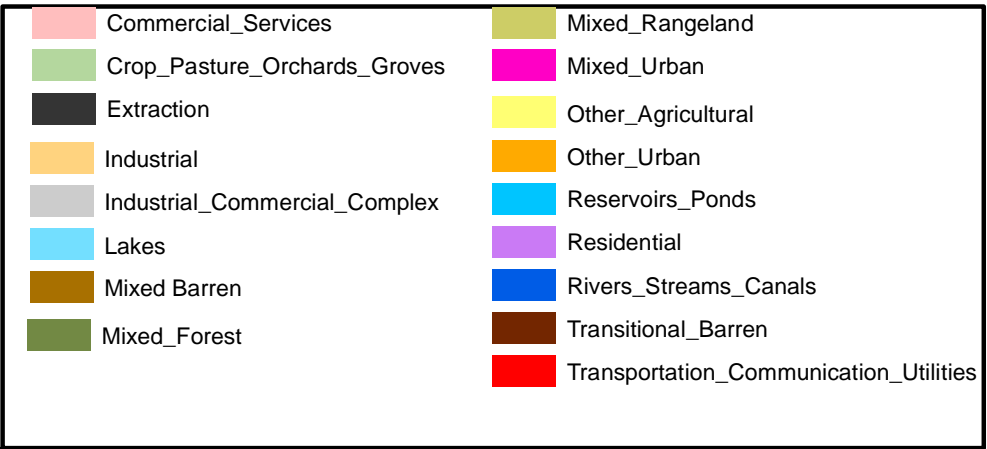 Commercial_Services
Crop_Pasture_Orchards_Groves
Extraction
Industrial
Industrial_Commercial_Complex
Lakes
Mixed Barren
Mixed_Forest
Mixed_Rangeland
Mixed_Urban
Other_Agricultural
Other_Urban
Reservoirs_Ponds
Residential
Rivers_Streams_Canals
Transitional_Barren
Transportation_Communication_Utilities